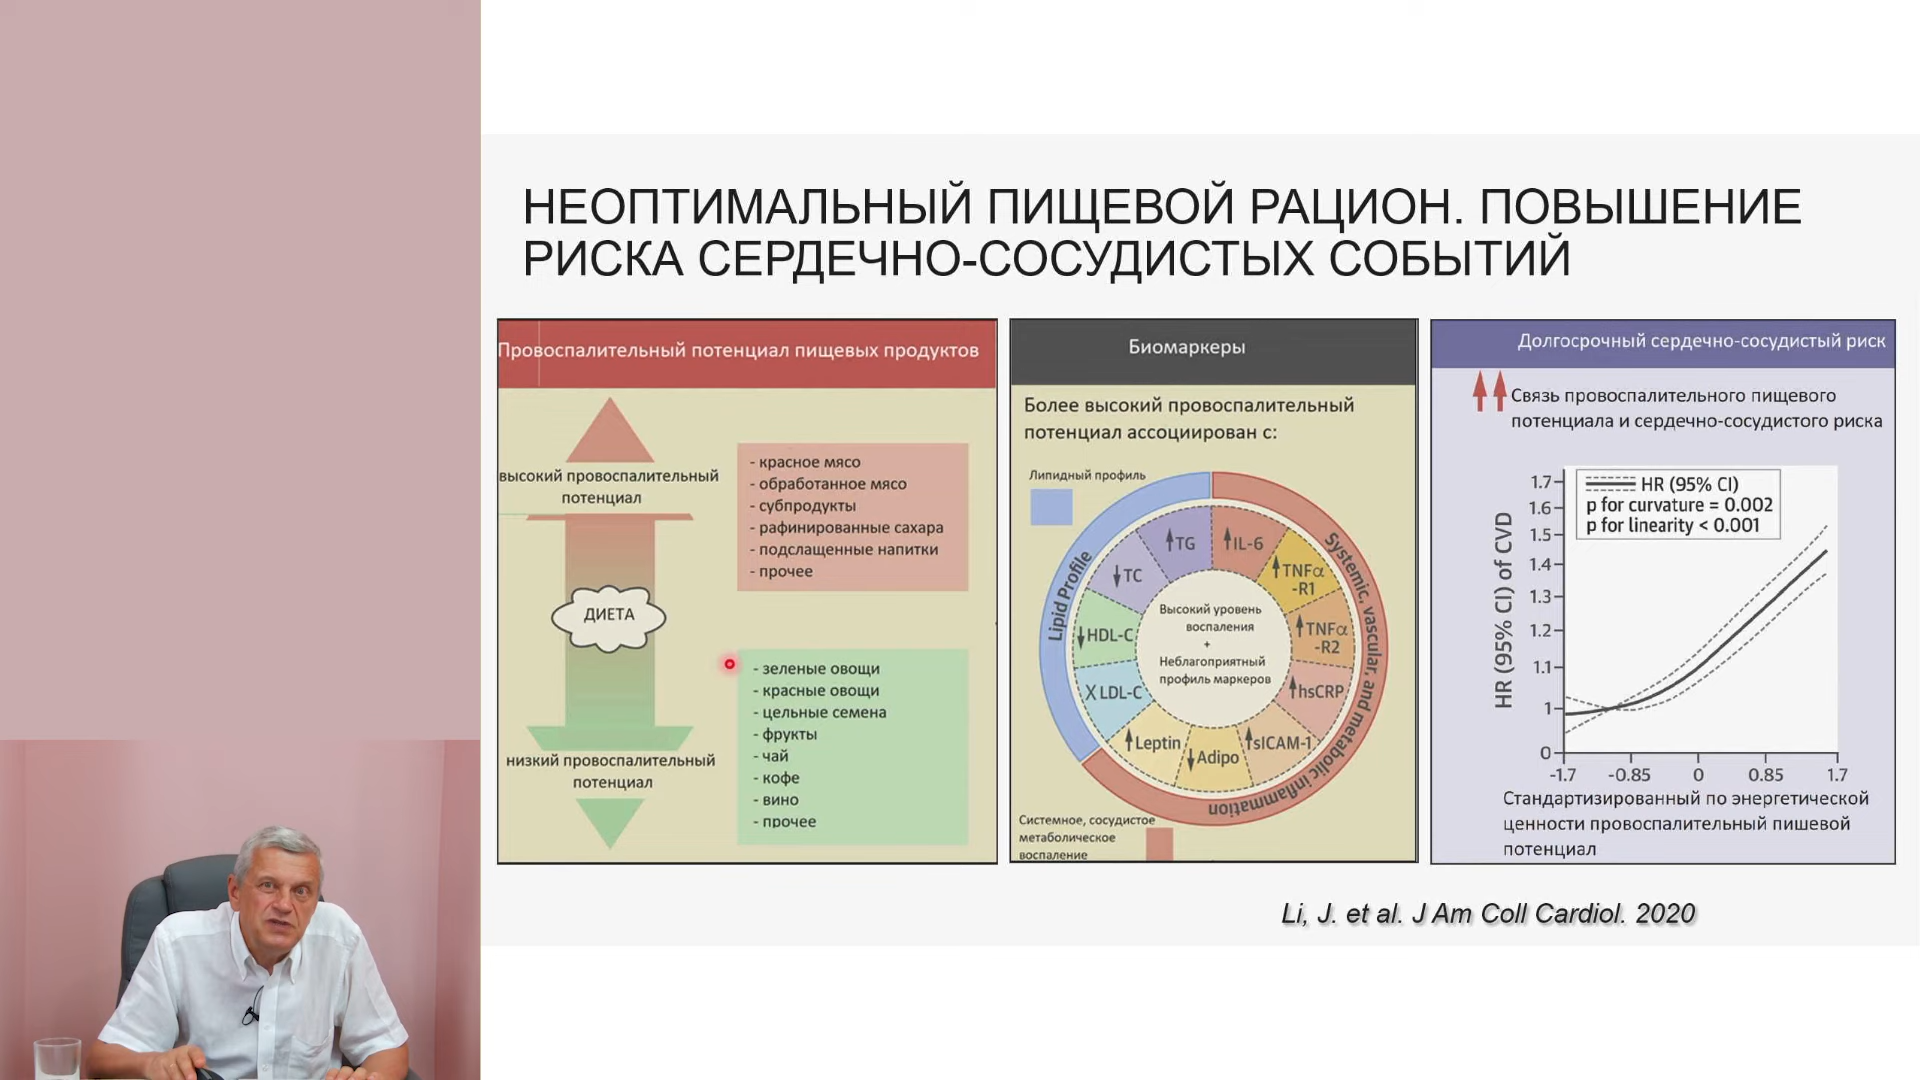 НЕОПТИМАЛЬНЫЙ ПИЩЕВОЙ РАЦИОН. ПОВЫШЕНИЕ
РИСКА СЕРДЕЧНО-СОСУДИСТЫХ СОБЫТИЙ
Провоспалительный потенциал пищевых продуктов
высокий провоспалительный
потенциал
- красное мясо
- обработанное мясо
- субпродукты
- рафинированные сахара
- подслащенные напитки
- прочее
ДИЕТА
- зеленые овощи
- красные овощи
- цельные семена
- фрукты
- чай
- кофе
- вино
- прочее
низкий провоспалительный
потенциал
Биомаркеры
Более высокий провоспалительный
потенциал ассоциирован с:
Липидный профиль
Lipid Profile
Systemic, vascular, and metabolic inflammation
↑TG
↑IL-6
↑TNFα
-R1
↑TNFα
-R2
↑hsCRP
↑sICAM-1
↓Adipo
↑Leptin
X LDL-C
↓HDL-C
↓TC
Высокий уровень
воспаления
+
Неблагоприятный
профиль маркеров
Системное, сосудистое
метаболическое
воспаление
Долгосрочный сердечно-сосудистый риск
Связь провоспалительного пищевого
потенциала и сердечно-сосудистого риска
HR (95% CI) of CVD
HR (95% CI)
p for curvature = 0.002
p for linearity < 0.001
1.7
1.6
1.5
1.4
1.3
1.2
1.1
1
0
-1.7 -0.85 0 0.85 1.7
Стандартизированный по энергетической
ценности провоспалительный пишевой
потенциал
Li, J. et al. J Am Coll Cardiol. 2020